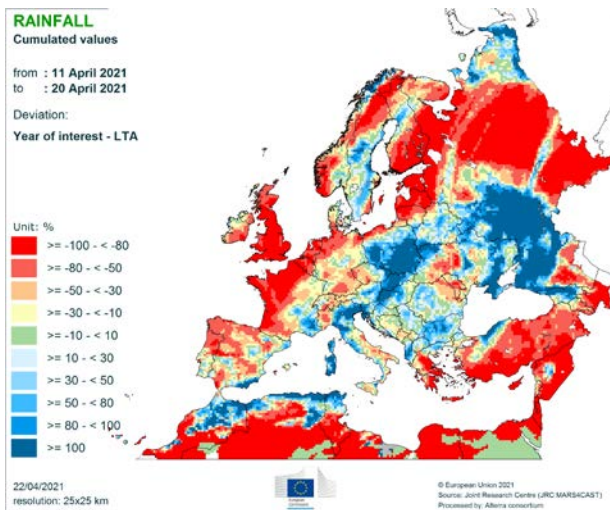 RAINFALL
Cumulated values
from : 11 April 2021
to : 20 April 2021
Deviation:
Year of interest - LTA
Unit: %
>= -100 - < -80
>= -80 - < -50
>= -50 - < -30
>= -30 - < -10
>= -10 - < 10
>= 10 - < 30
>= 30 - < 50
>= 50 - < 80
>= 80 - < 100
>= 100
22/04/2021
resolution: 25x25 km
European
Commission
© European Union 2021
Source: Joint Research Centre (JRC MARS4CAST)
Processed by: Alterra consortium